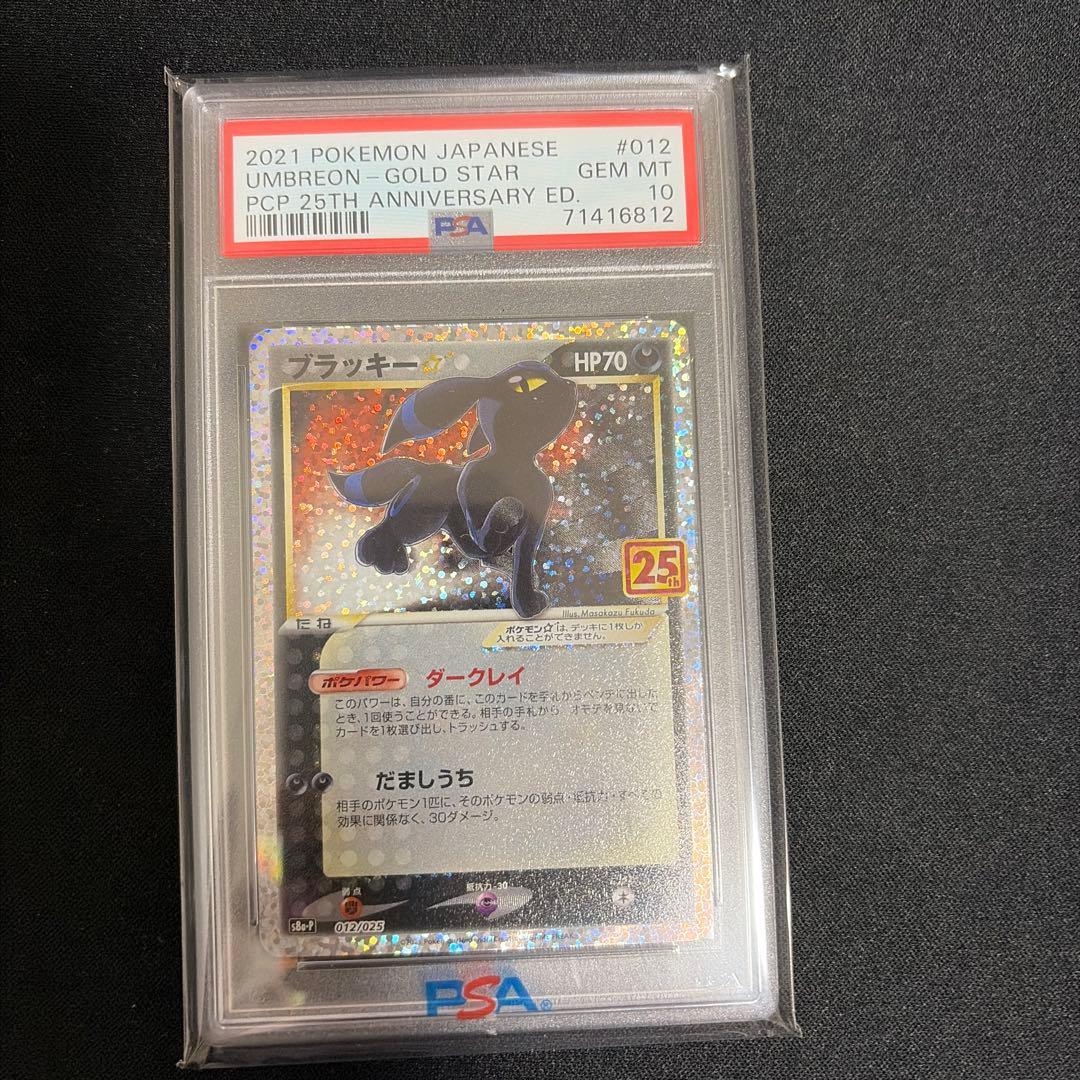 2021 POKEMON JAPANESE #012
UMBREON - GOLD STAR GEM MT
PCP 25TH ANNIVERSARY ED. 10
PSA 71416812
ブラッキー☆ HP70
25th
Illus. Masakazu Fukuda
たね
ポケモン☆は、デッキに1枚しか
入れることができません。
ポケパワー ダークレイ
このパワーは、自分の番に、このカードを手札からベンチに出した
とき、1回使うことができる。相手の手札から オモテを見ないで
カードを1枚選び出し、トラッシュする。
だましうち
相手のポケモン1匹に、そのポケモンの弱点・抵抗力・すべての
効果に関係なく、30ダメージ。
弱点 抵抗力 -30
s8a-P 012/025
PSA®